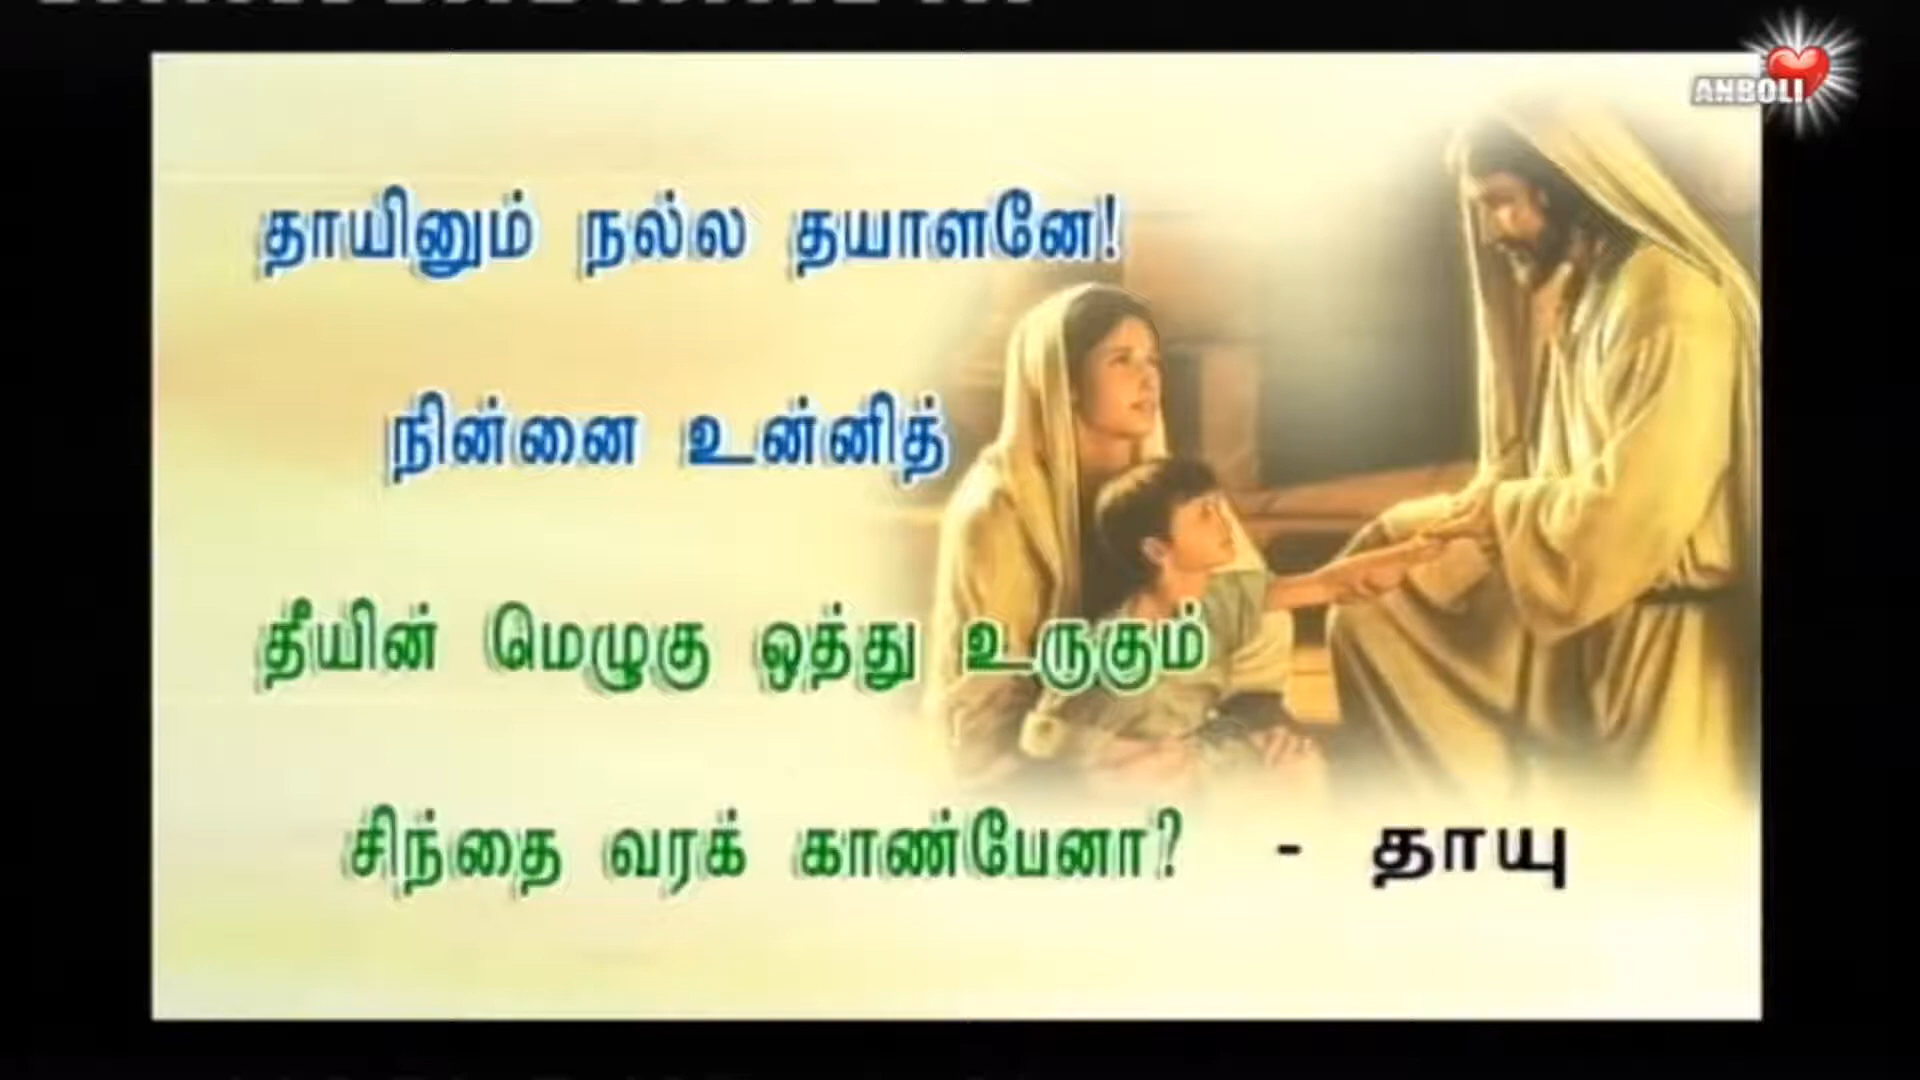 ANBOLI
தாயினும் நல்ல தயாளனே!
நின்னை உன்னித்
தீயின் மெழுகு ஒத்து உருகும்
சிந்தை வரக் காண்பேனா? - தாயு